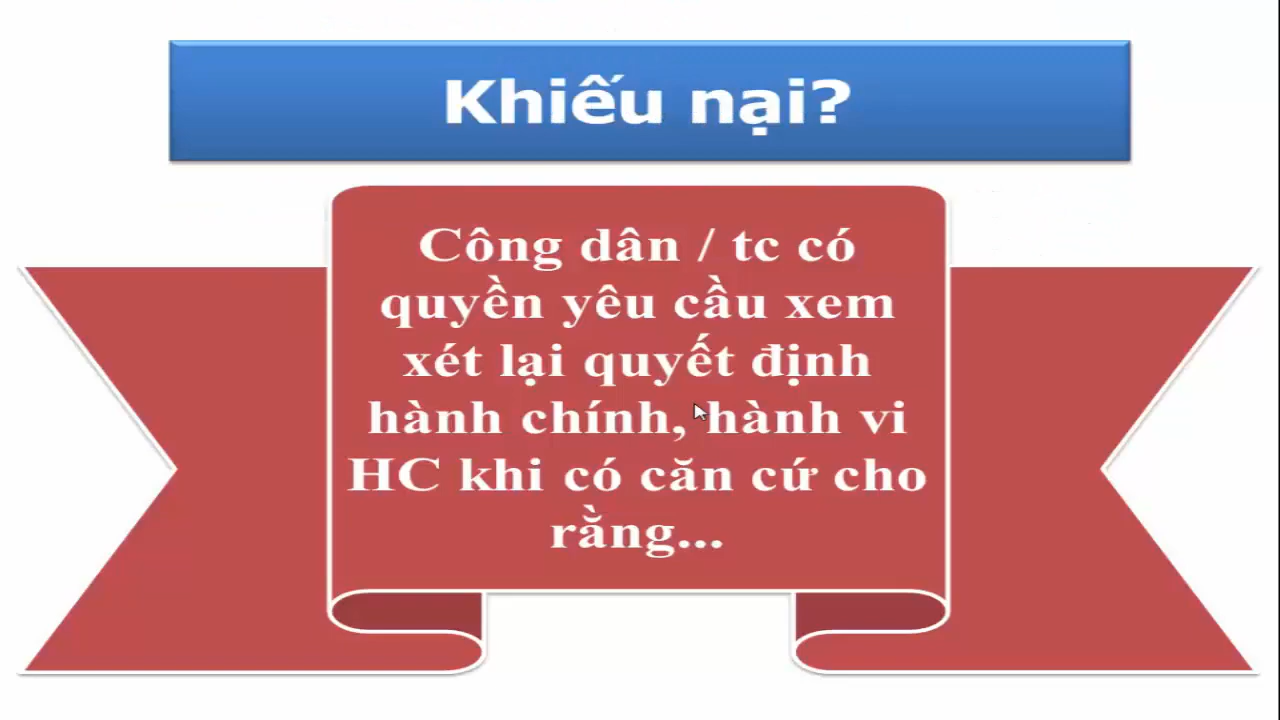 Khiếu nại?
Công dân / tc có
quyền yêu cầu xem
xét lại quyết định
hành chính, hành vi
HC khi có căn cứ cho
rằng...